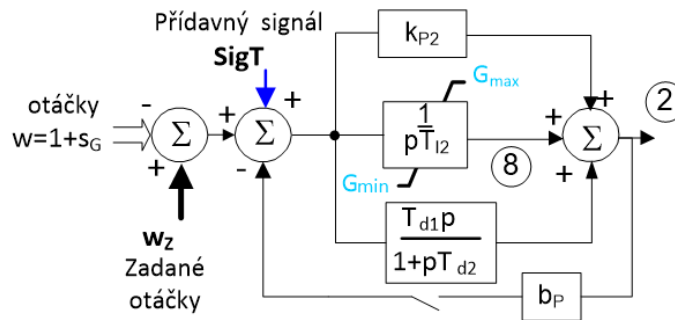 Přídavný signál
SigT
otáčky
w=1+sG
-
+
Σ
+
+
-
Σ
kP2
Gmax
1
pTI2
Gmin
8
+
+
+
Σ
2
Td1p
1+pTd2
wZ
Zadané
otáčky
bP